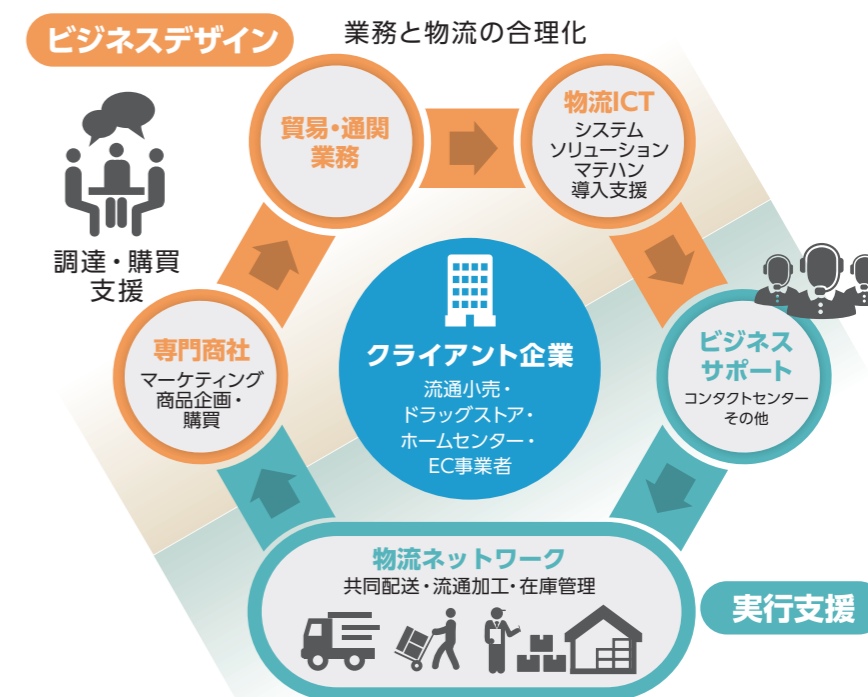 ビジネスデザイン
業務と物流の合理化
貿易・通関
業務
物流ICT
システム
ソリューション
マテハン
導入支援
調達・購買
支援
専門商社
マーケティング
商品企画・
購買
クライアント企業
流通小売・
ドラッグストア・
ホームセンター・
EC事業者
ビジネス
サポート
コンタクトセンター
その他
物流ネットワーク
共同配送・流通加工・在庫管理
実行支援